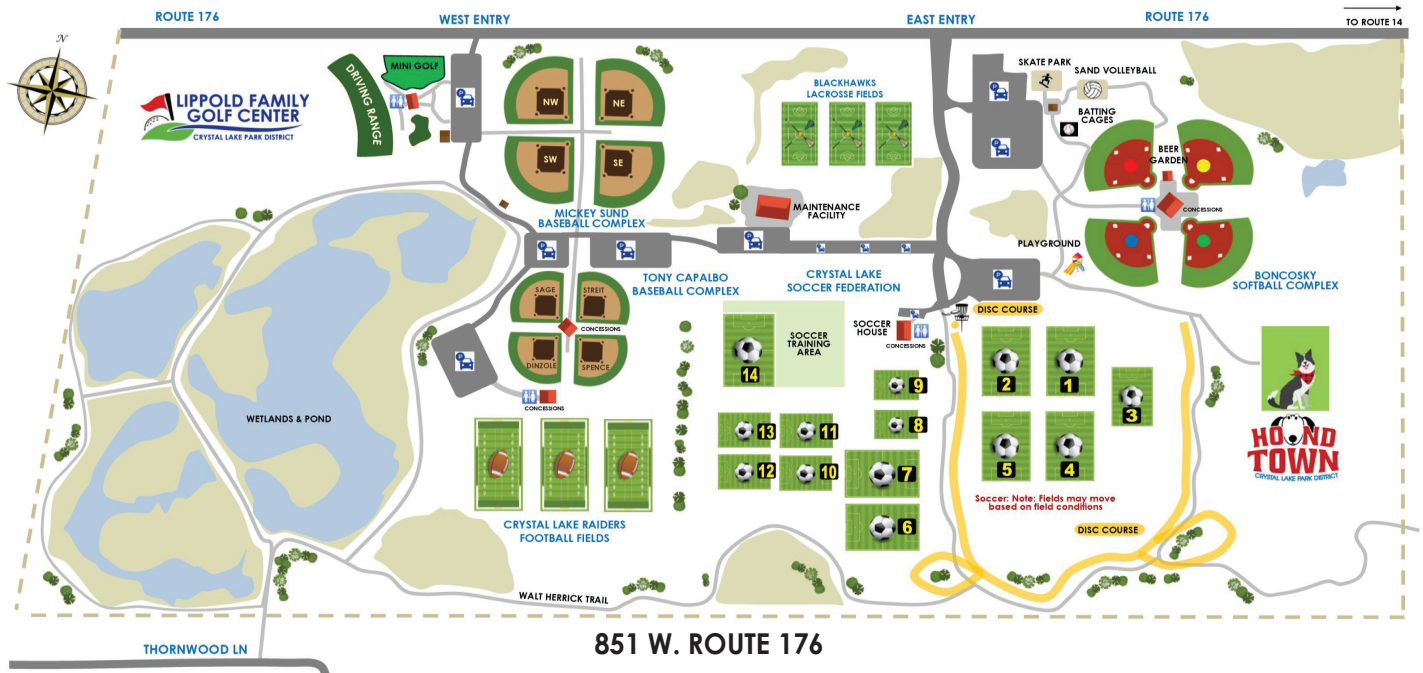 ROUTE 176
WEST ENTRY
EAST ENTRY
ROUTE 176
TO ROUTE 14
N
LIPPOLD FAMILY
GOLF CENTER
CRYSTAL LAKE PARK DISTRICT
DRIVING RANGE
MINI GOLF
P
NW
NE
SW
SE
MICKEY SUND
BASEBALL COMPLEX
BLACKHAWKS
LACROSSE FIELDS
MAINTENANCE
FACILITY
P
P
SKATE PARK
SAND VOLLEYBALL
BATTING
CAGES
BEER
GARDEN
CONCESSIONS
PLAYGROUND
BONCOSKY
SOFTBALL COMPLEX
P
P
P
P
TONY CAPALBO
BASEBALL COMPLEX
CRYSTAL LAKE
SOCCER FEDERATION
SAGE
STREIT
CONCESSIONS
DINZOLE
SPENCE
P
CONCESSIONS
WETLANDS & POND
SOCCER
TRAINING
AREA
SOCCER
HOUSE
CONCESSIONS
DISC COURSE
14
9
8
13
11
12
10
7
6
2
1
3
5
4
Soccer: Note: Fields may move
based on field conditions
DISC COURSE
HOUND
TOWN
CRYSTAL LAKE PARK DISTRICT
CRYSTAL LAKE RAIDERS
FOOTBALL FIELDS
WALT HERRICK TRAIL
THORNWOOD LN
851 W. ROUTE 176